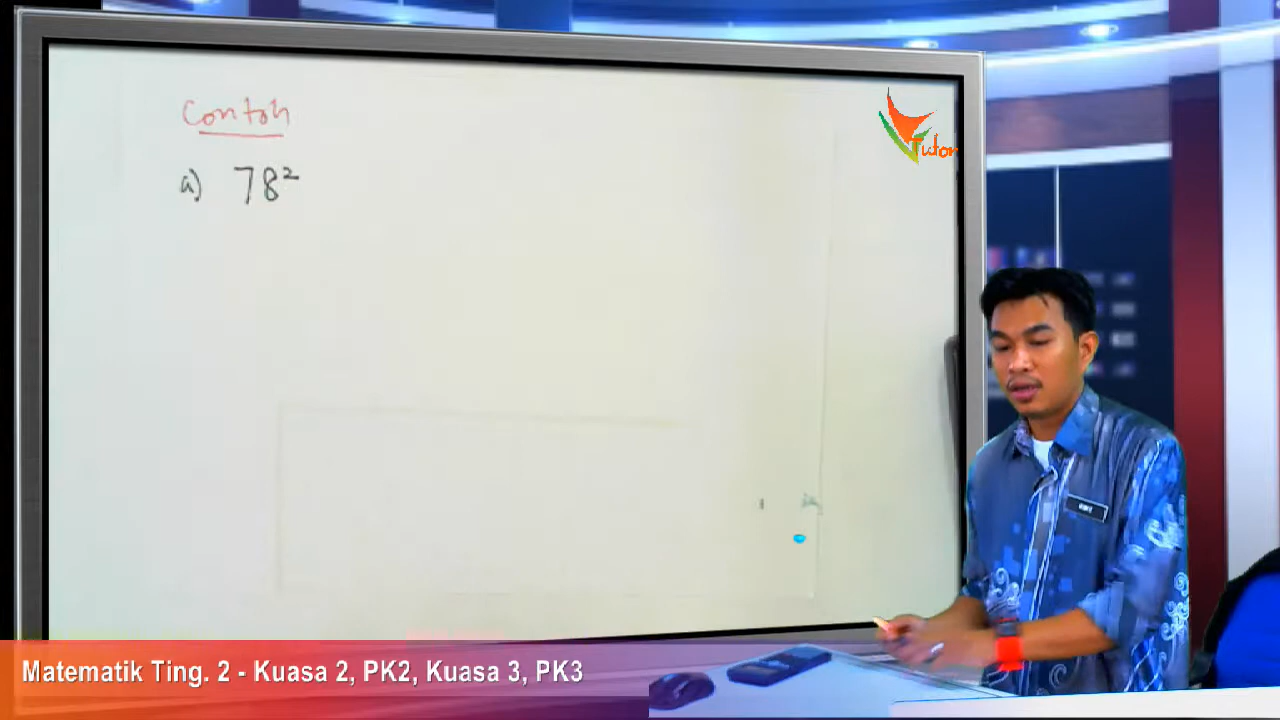 Contoh
a) 78²
Tutor
Matematik Ting. 2 - Kuasa 2, PK2, Kuasa 3, PK3